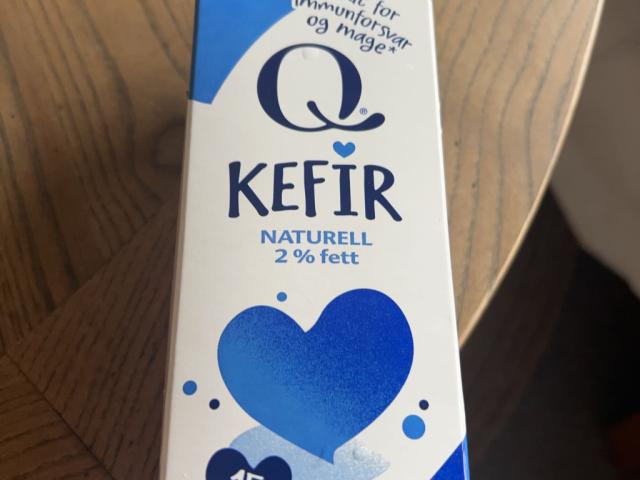 for
immunforsvar
og mage*
Q®
KEFIR
NATURELL
2 % fett